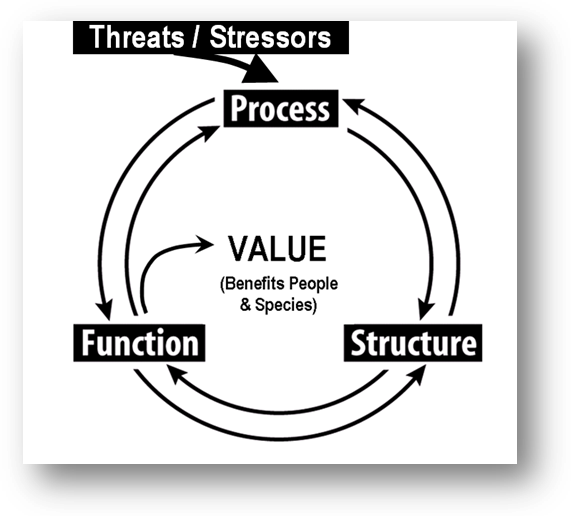 Threats / Stressors
Process
VALUE
(Benefits People
& Species)
Function
Structure